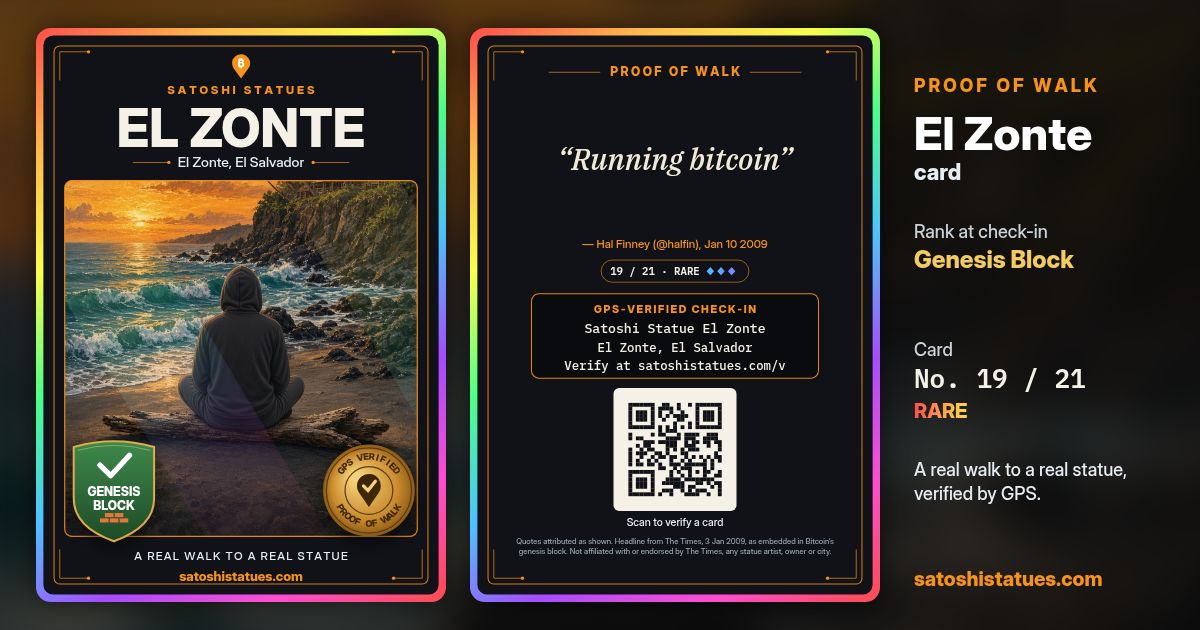 SATOSHI STATUES
EL ZONTE
El Zonte, El Salvador
GENESIS
BLOCK
GPS VERIFIED
PROOF OF WALK
A REAL WALK TO A REAL STATUE
satoshistatues.com
PROOF OF WALK
“Running bitcoin”
— Hal Finney (@halfin), Jan 10 2009
19 / 21 · RARE
GPS-VERIFIED CHECK-IN
Satoshi Statue El Zonte
El Zonte, El Salvador
Verify at satoshistatues.com/v
Scan to verify a card
Quotes attributed as shown. Headline from The Times, 3 Jan 2009, as embedded in Bitcoin's
genesis block. Not affiliated with or endorsed by The Times, any statue artist, owner or city.
PROOF OF WALK
El Zonte
card
Rank at check-in
Genesis Block
Card
No. 19 / 21
RARE
A real walk to a real statue,
verified by GPS.
satoshistatues.com